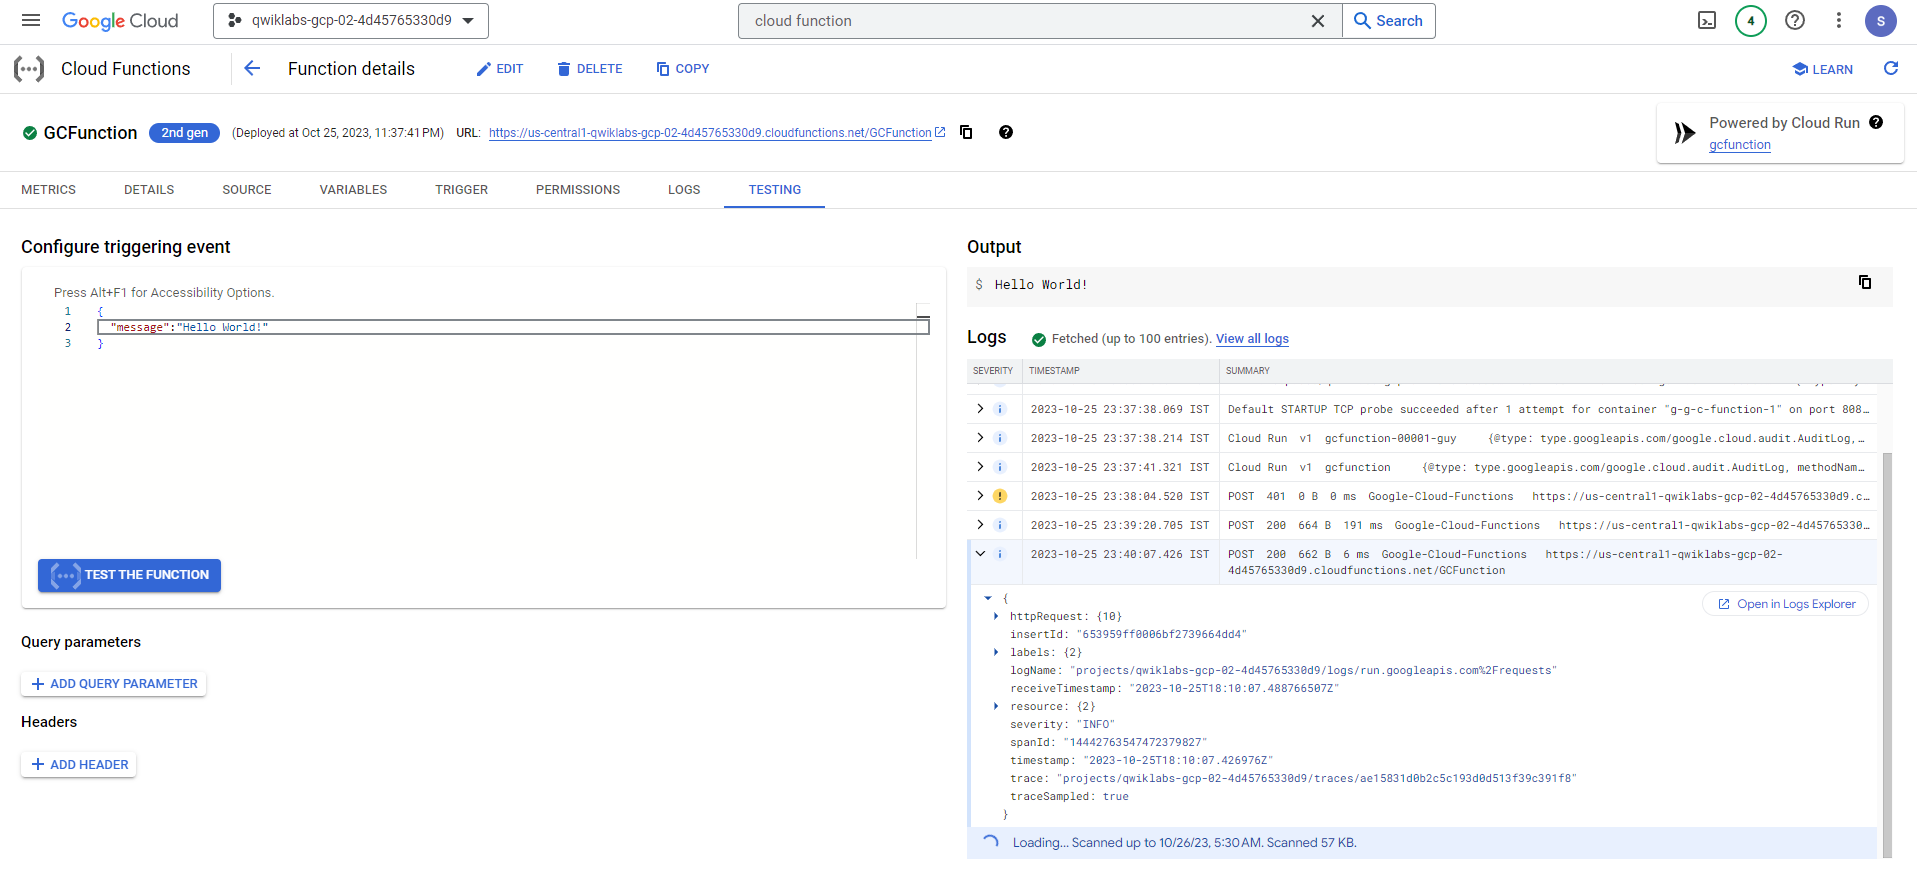 Google Cloud
qwiklabs-gcp-02-4d45765330d9
cloud function
Search
4
S
Cloud Functions
Function details
EDIT
DELETE
COPY
LEARN
GCFunction
2nd gen
(Deployed at Oct 25, 2023, 11:37:41 PM)
URL: https://us-central1-qwiklabs-gcp-02-4d45765330d9.cloudfunctions.net/GCFunction
Powered by Cloud Run
gcfunction
METRICS
DETAILS
SOURCE
VARIABLES
TRIGGER
PERMISSIONS
LOGS
TESTING
Configure triggering event
Press Alt+F1 for Accessibility Options.
1 {
2 "message":"Hello World!"
3 }
TEST THE FUNCTION
Query parameters
ADD QUERY PARAMETER
Headers
ADD HEADER
Output
$ Hello World!
Logs Fetched (up to 100 entries). View all logs
SEVERITY TIMESTAMP SUMMARY
2023-10-25 23:37:38.069 IST Default STARTUP TCP probe succeeded after 1 attempt for container "g-g-c-function-1" on port 808…
2023-10-25 23:37:38.214 IST Cloud Run v1 gcfunction-00001-guy {@type: type.googleapis.com/google.cloud.audit.AuditLog,…
2023-10-25 23:37:41.321 IST Cloud Run v1 gcfunction {@type: type.googleapis.com/google.cloud.audit.AuditLog, methodNam…
2023-10-25 23:38:04.520 IST POST 401 0 B 0 ms Google-Cloud-Functions https://us-central1-qwiklabs-gcp-02-4d45765330d9.c…
2023-10-25 23:39:20.705 IST POST 200 664 B 191 ms Google-Cloud-Functions https://us-central1-qwiklabs-gcp-02-4d45765330…
2023-10-25 23:40:07.426 IST POST 200 662 B 6 ms Google-Cloud-Functions https://us-central1-qwiklabs-gcp-02-
4d45765330d9.cloudfunctions.net/GCFunction
{
Open in Logs Explorer
httpRequest: {10}
insertId: "653959ff0006bf2739664dd4"
labels: {2}
logName: "projects/qwiklabs-gcp-02-4d45765330d9/logs/run.googleapis.com%2Frequests"
receiveTimestamp: "2023-10-25T18:10:07.488766507Z"
resource: {2}
severity: "INFO"
spanId: "14442763547472379827"
timestamp: "2023-10-25T18:10:07.426976Z"
trace: "projects/qwiklabs-gcp-02-4d45765330d9/traces/ae15831d0b2c5c193d0d513f39c391f8"
traceSampled: true
}
Loading... Scanned up to 10/26/23, 5:30 AM. Scanned 57 KB.